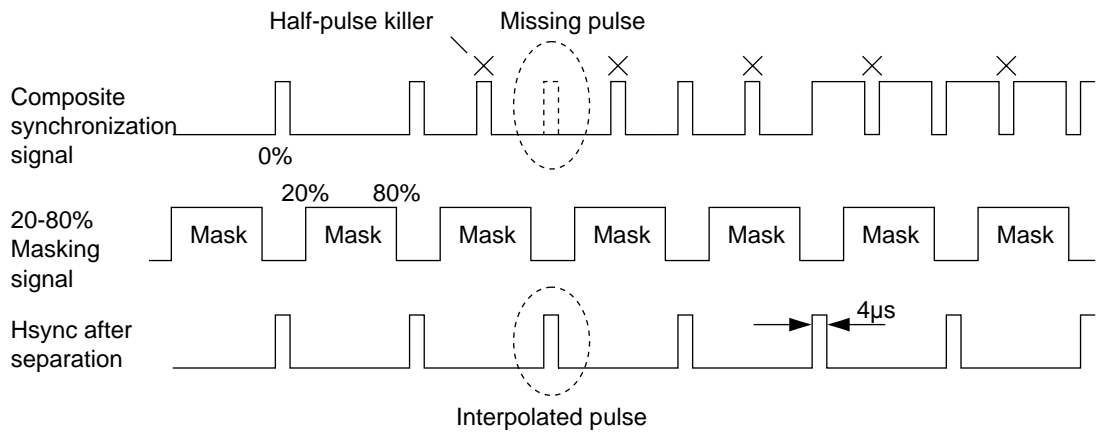 Half-pulse killer
Missing pulse
Composite
synchronization
signal
0%
20%
80%
20-80%
Masking
signal
Mask
Mask
Mask
Mask
Mask
Mask
Mask
Hsync after
separation
4µs
Interpolated pulse